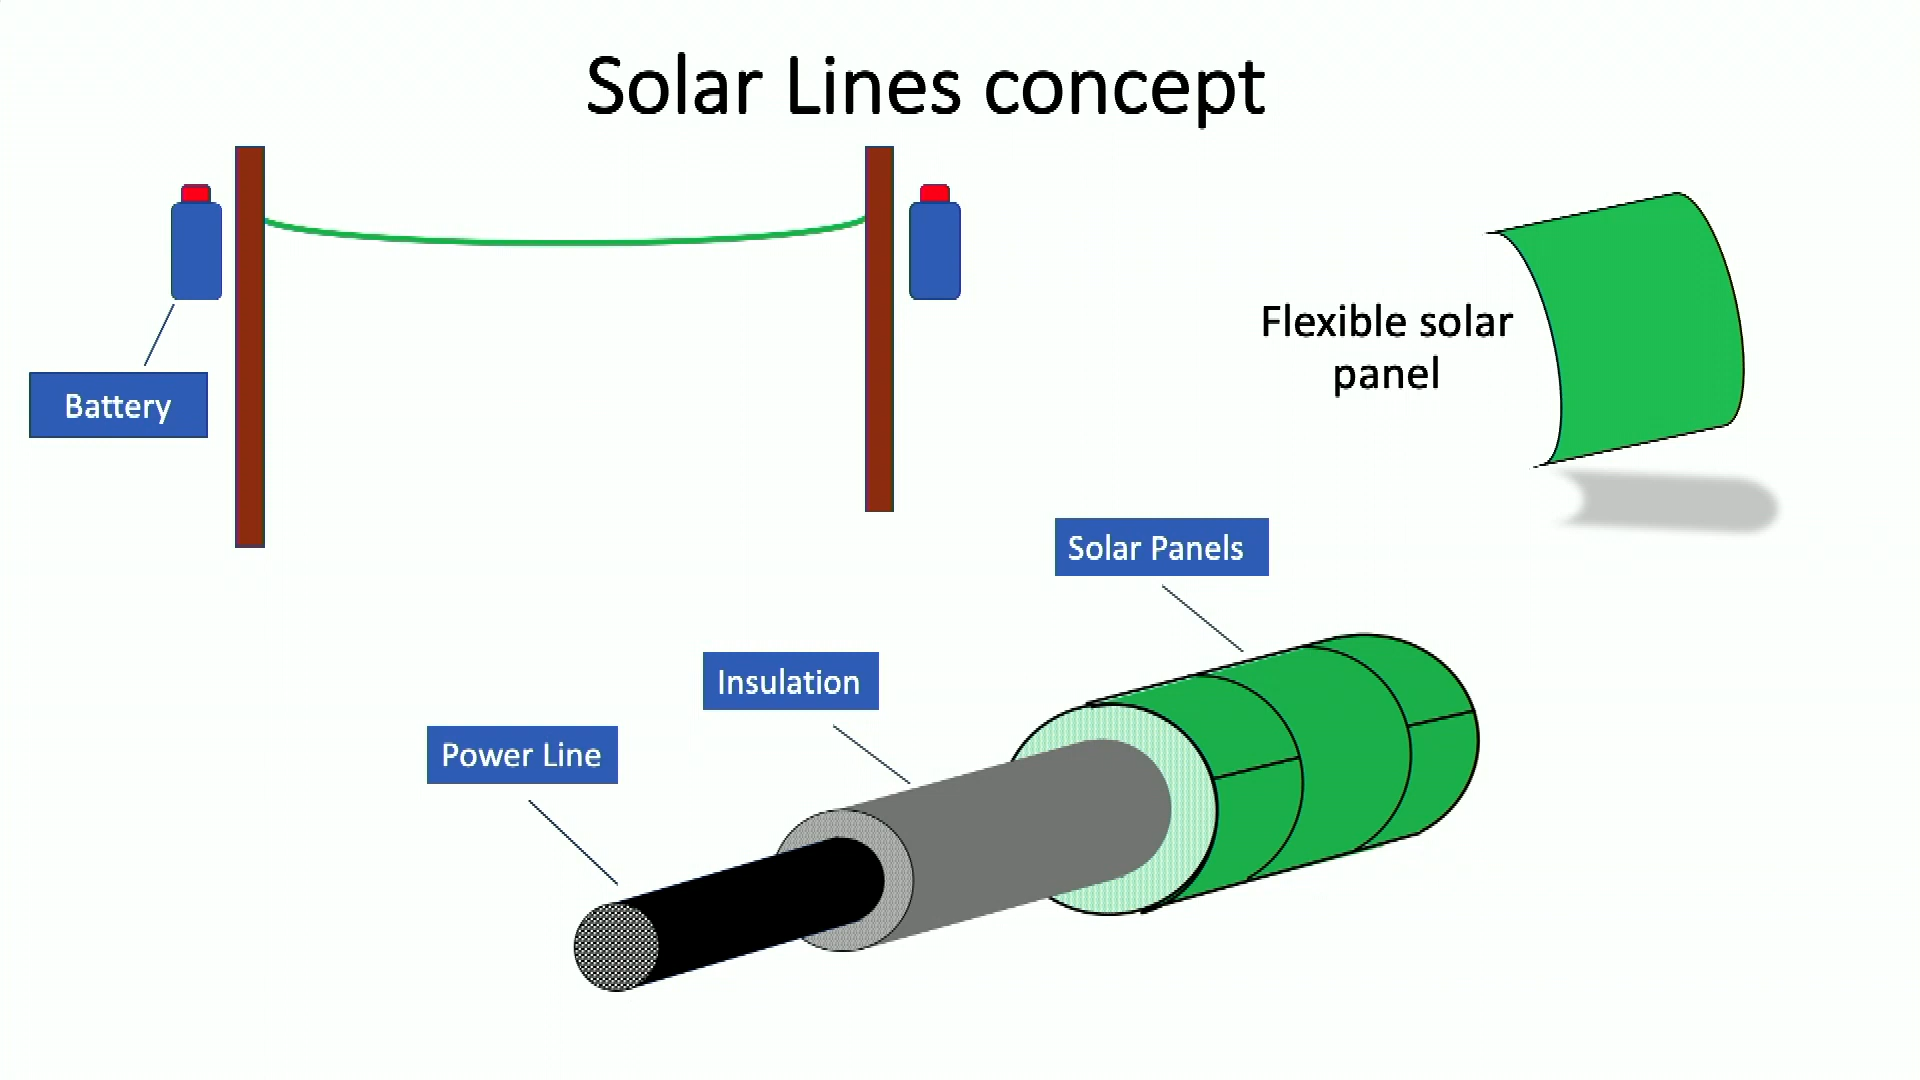 Solar Lines concept
Battery
Flexible solar
panel
Solar Panels
Insulation
Power Line